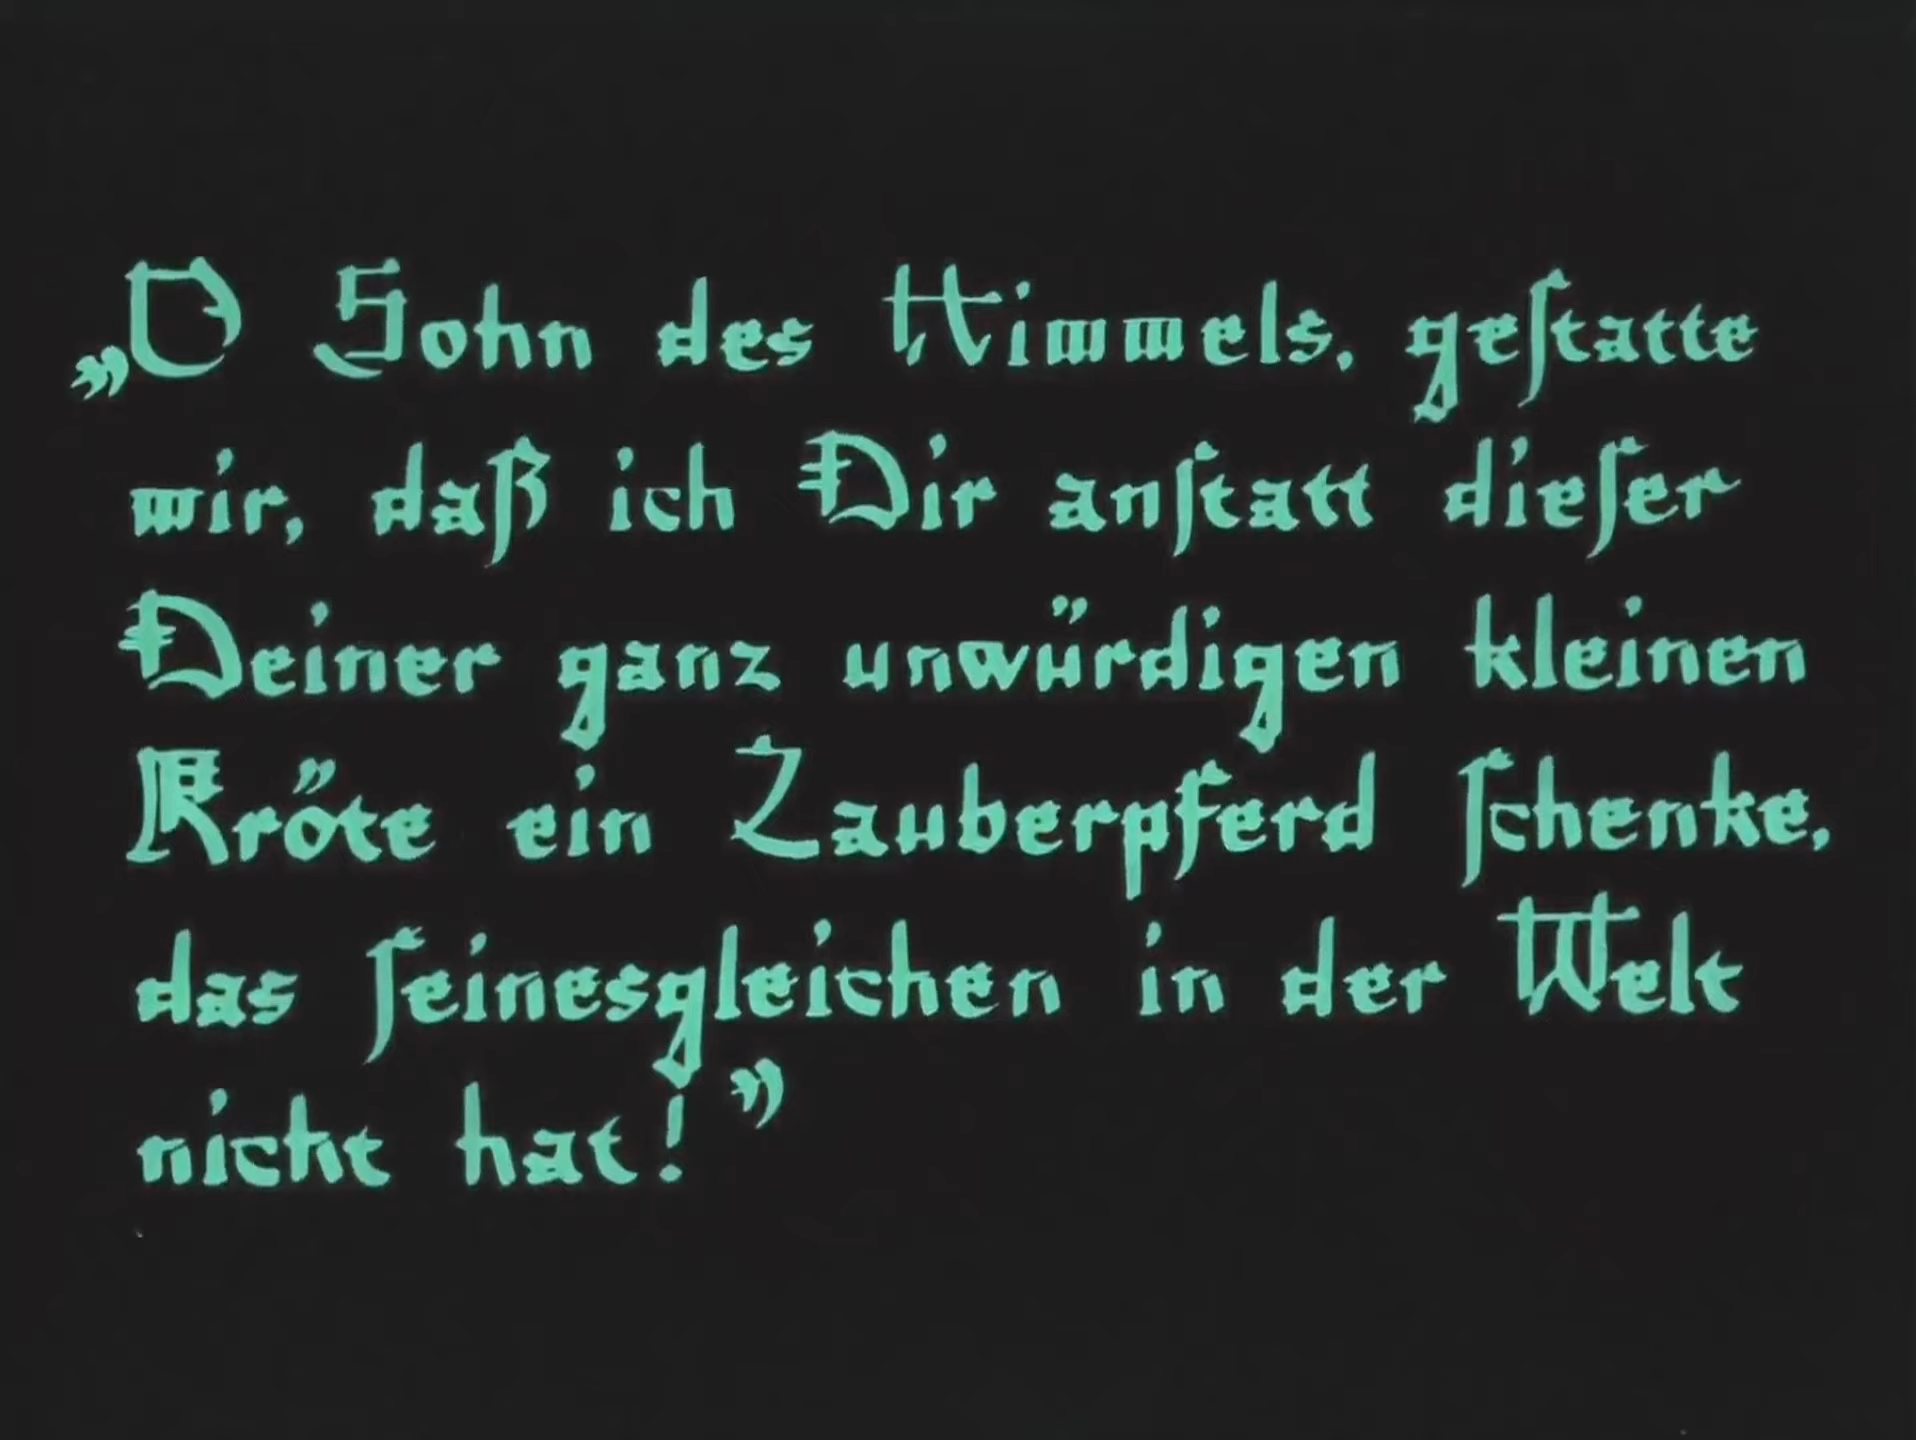 „O Sohn des Himmels, geſtatte
mir, daß ich Dir anſtatt dieſer
Deiner ganz unwürdigen kleinen
Kröte ein Zauberpferd ſchenke,
das ſeinesgleichen in der Welt
nicht hat!”